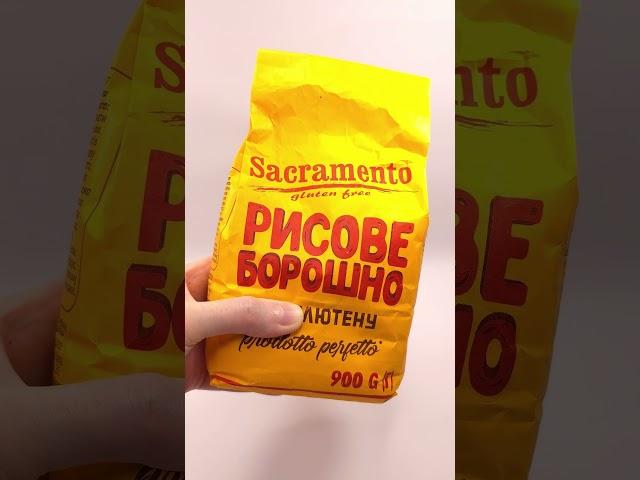 Sacramento
gluten free
РИСОВЕ
БОРОШНО
ЛЮТЕНУ
prodotto perfetto
900 G